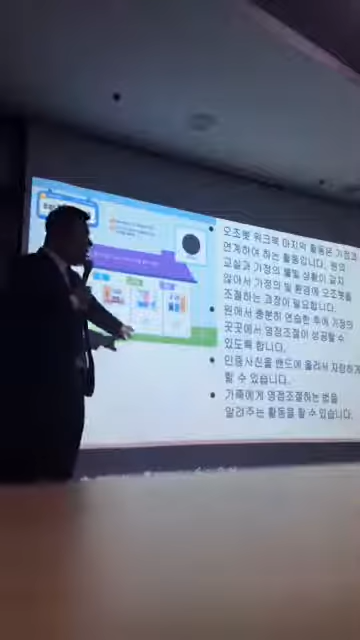 오조봇 워크북 마지막 활동은 가정과
연계하여 하는 활동입니다. 원의
교실과 가정의 불빛 상황이 같지
않아서 가정의 빛 환경에 오조봇을
조절하는 과정이 필요합니다.
원에서 충분히 연습한 후에 가정의
곳곳에서 영점조절이 성공할 수
있도록 합니다.
인증사진을 밴드에 올려서 자랑하게
할 수 있습니다.
가족에게 영점조절하는 법을
알려주는 활동을 할 수 있습니다.